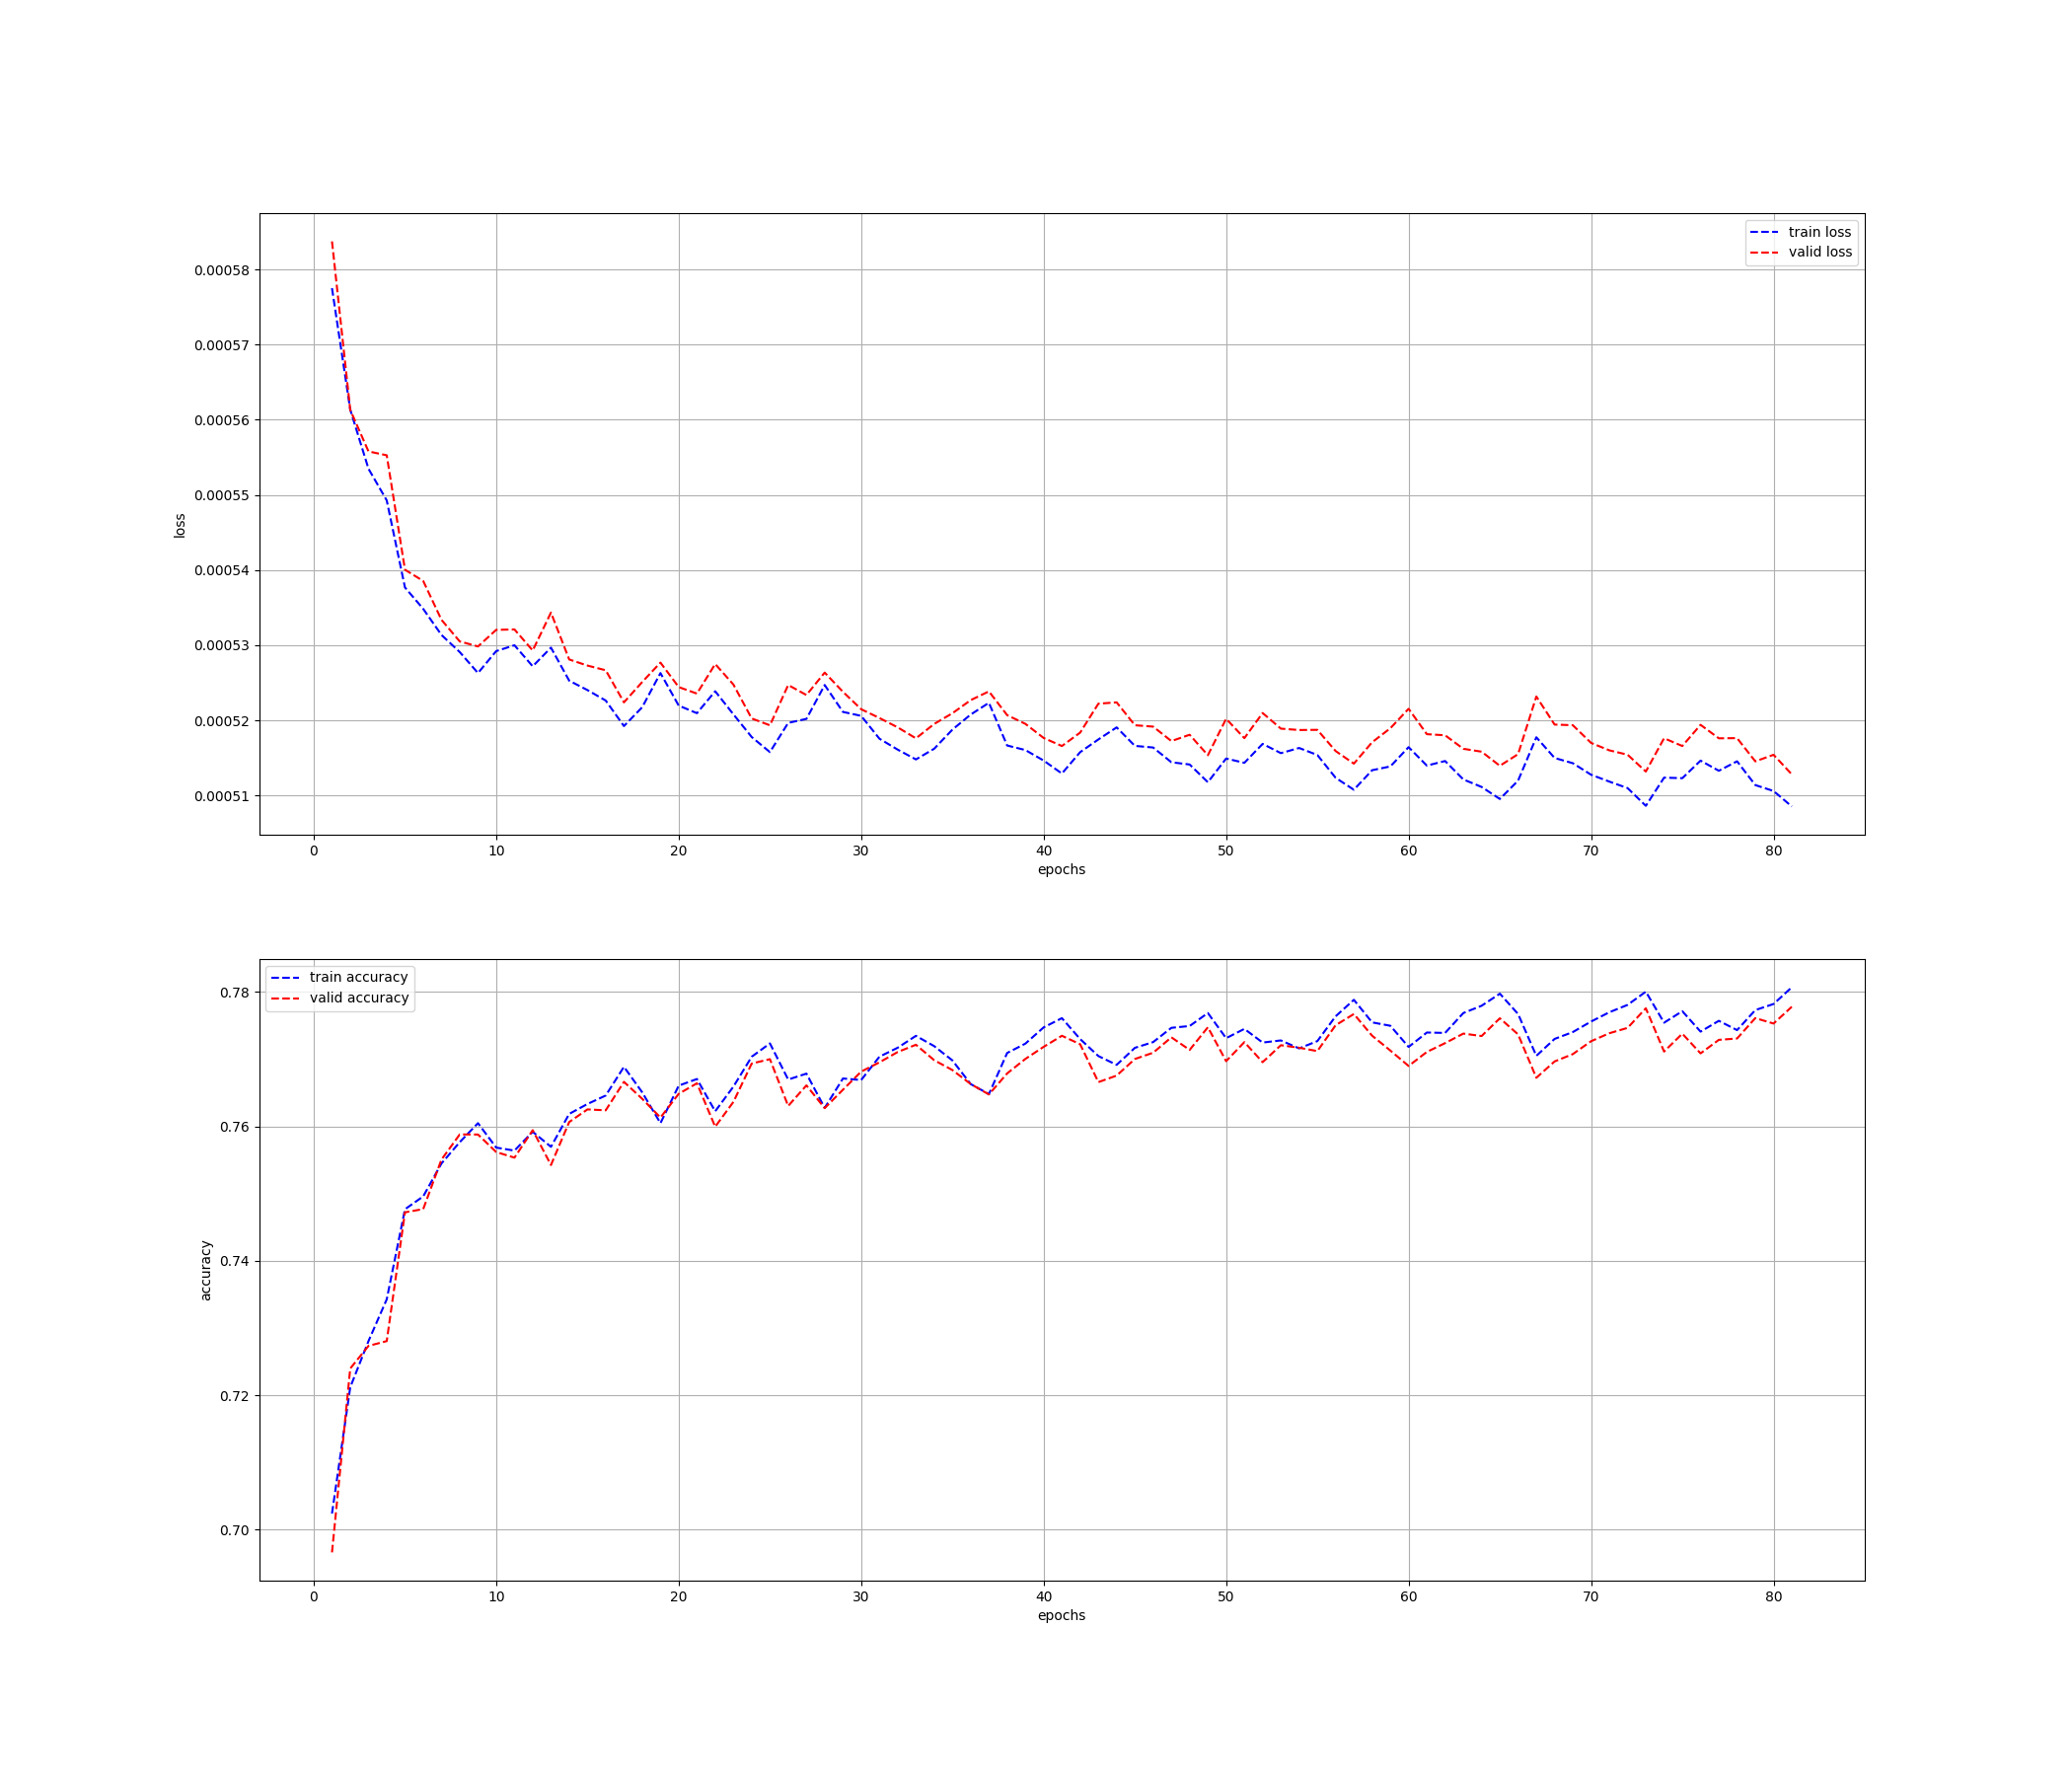 train loss
valid loss
0.00058
0.00057
0.00056
0.00055
0.00054
0.00053
0.00052
0.00051
loss
0 10 20 30 40 50 60 70 80
epochs
train accuracy
valid accuracy
0.78
0.76
0.74
0.72
0.70
accuracy
0 10 20 30 40 50 60 70 80
epochs